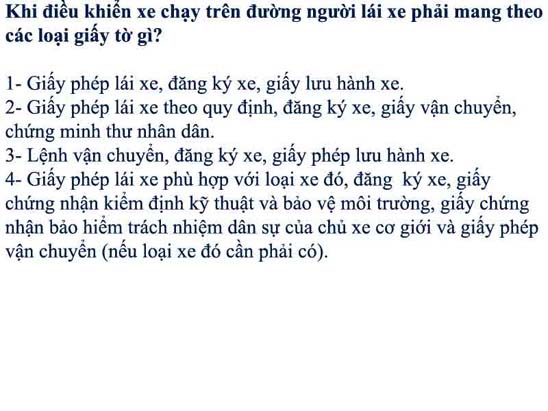 Khi điều khiển xe chạy trên đường người lái xe phải mang theo
các loại giấy tờ gì?
1- Giấy phép lái xe, đăng ký xe, giấy lưu hành xe.
2- Giấy phép lái xe theo quy định, đăng ký xe, giấy vận chuyển,
chứng minh thư nhân dân.
3- Lệnh vận chuyển, đăng ký xe, giấy phép lưu hành xe.
4- Giấy phép lái xe phù hợp với loại xe đó, đăng ký xe, giấy
chứng nhận kiểm định kỹ thuật và bảo vệ môi trường, giấy chứng
nhận bảo hiểm trách nhiệm dân sự của chủ xe cơ giới và giấy phép
vận chuyển (nếu loại xe đó cần phải có).